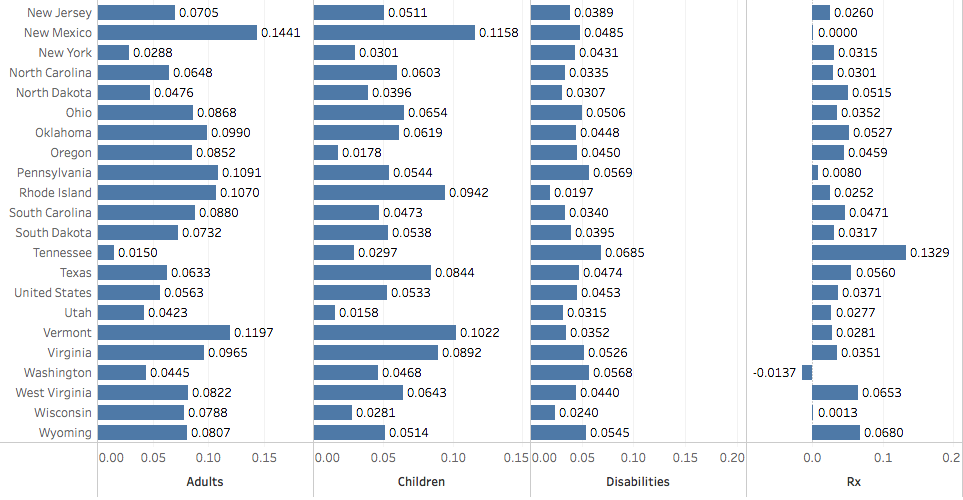 New Jersey 0.0705 0.0511 0.0389 0.0260
New Mexico 0.1441 0.1158 0.0485 0.0000
New York 0.0288 0.0301 0.0431 0.0315
North Carolina 0.0648 0.0603 0.0335 0.0301
North Dakota 0.0476 0.0396 0.0307 0.0515
Ohio 0.0868 0.0654 0.0506 0.0352
Oklahoma 0.0990 0.0619 0.0448 0.0527
Oregon 0.0852 0.0178 0.0450 0.0459
Pennsylvania 0.1091 0.0544 0.0569 0.0080
Rhode Island 0.1070 0.0942 0.0197 0.0252
South Carolina 0.0880 0.0473 0.0340 0.0471
South Dakota 0.0732 0.0538 0.0395 0.0317
Tennessee 0.0150 0.0297 0.0685 0.1329
Texas 0.0633 0.0844 0.0474 0.0560
United States 0.0563 0.0533 0.0453 0.0371
Utah 0.0423 0.0158 0.0315 0.0277
Vermont 0.1197 0.1022 0.0352 0.0281
Virginia 0.0965 0.0892 0.0526 0.0351
Washington 0.0445 0.0468 0.0568 -0.0137
West Virginia 0.0822 0.0643 0.0440 0.0653
Wisconsin 0.0788 0.0281 0.0240 0.0013
Wyoming 0.0807 0.0514 0.0545 0.0680
0.00 0.05 0.10 0.15 0.00 0.05 0.10 0.15 0.00 0.05 0.10 0.15 0.20 0.0 0.1 0.2
Adults Children Disabilities Rx